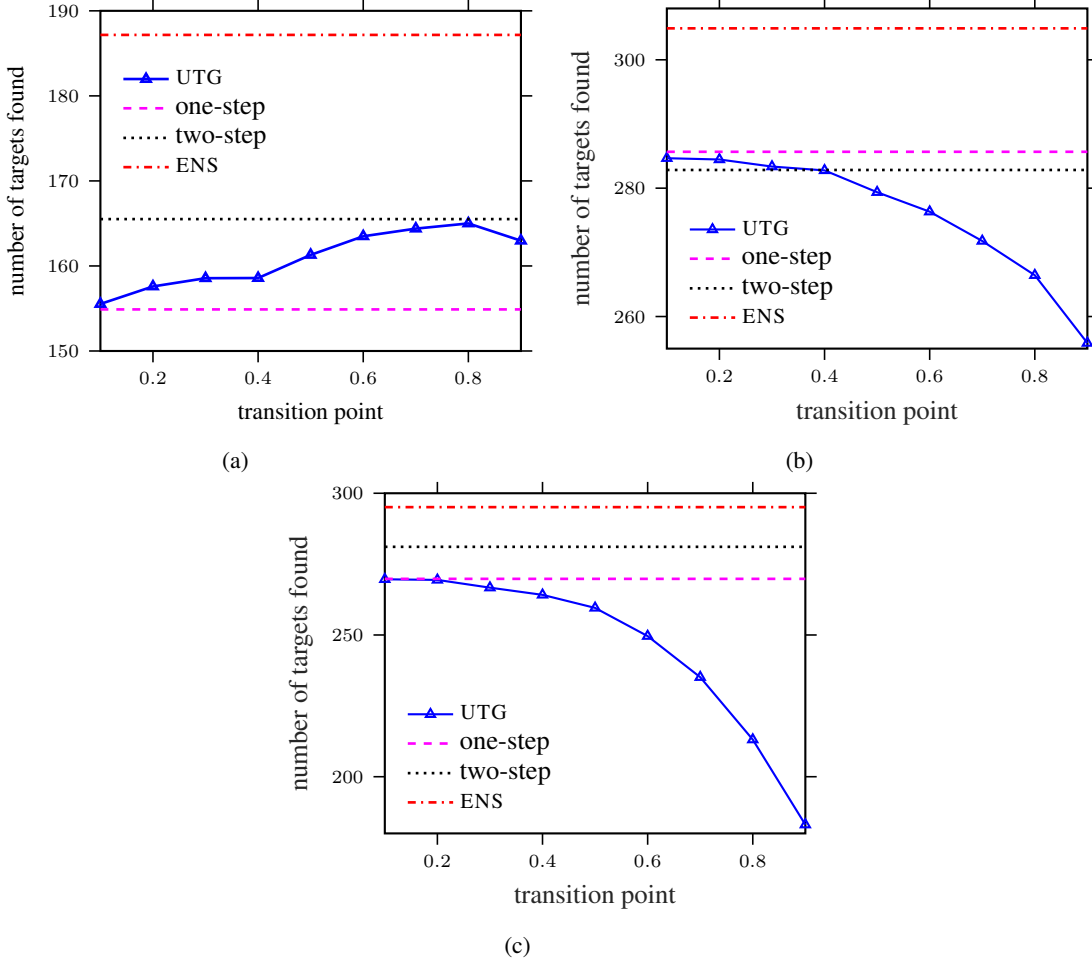 190
180
170
160
150
0.2 0.4 0.6 0.8
number of targets found
transition point
UTG
one-step
two-step
ENS
(a)
300
280
260
0.2 0.4 0.6 0.8
number of targets found
transition point
UTG
one-step
two-step
ENS
(b)
300
250
200
0.2 0.4 0.6 0.8
number of targets found
transition point
UTG
one-step
two-step
ENS
(c)